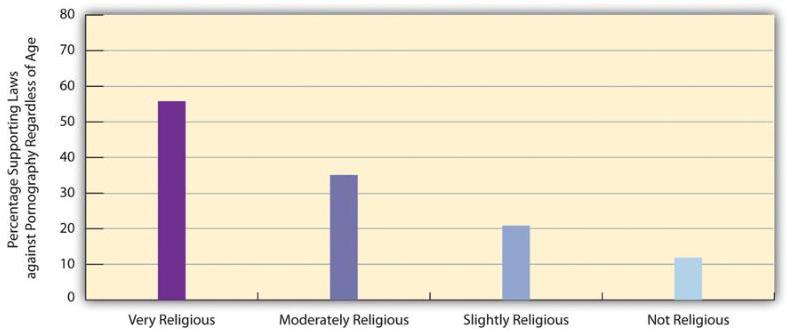 Percentage Supporting Laws
against Pornography Regardless of Age
80
70
60
50
40
30
20
10
0
Very Religious
Moderately Religious
Slightly Religious
Not Religious